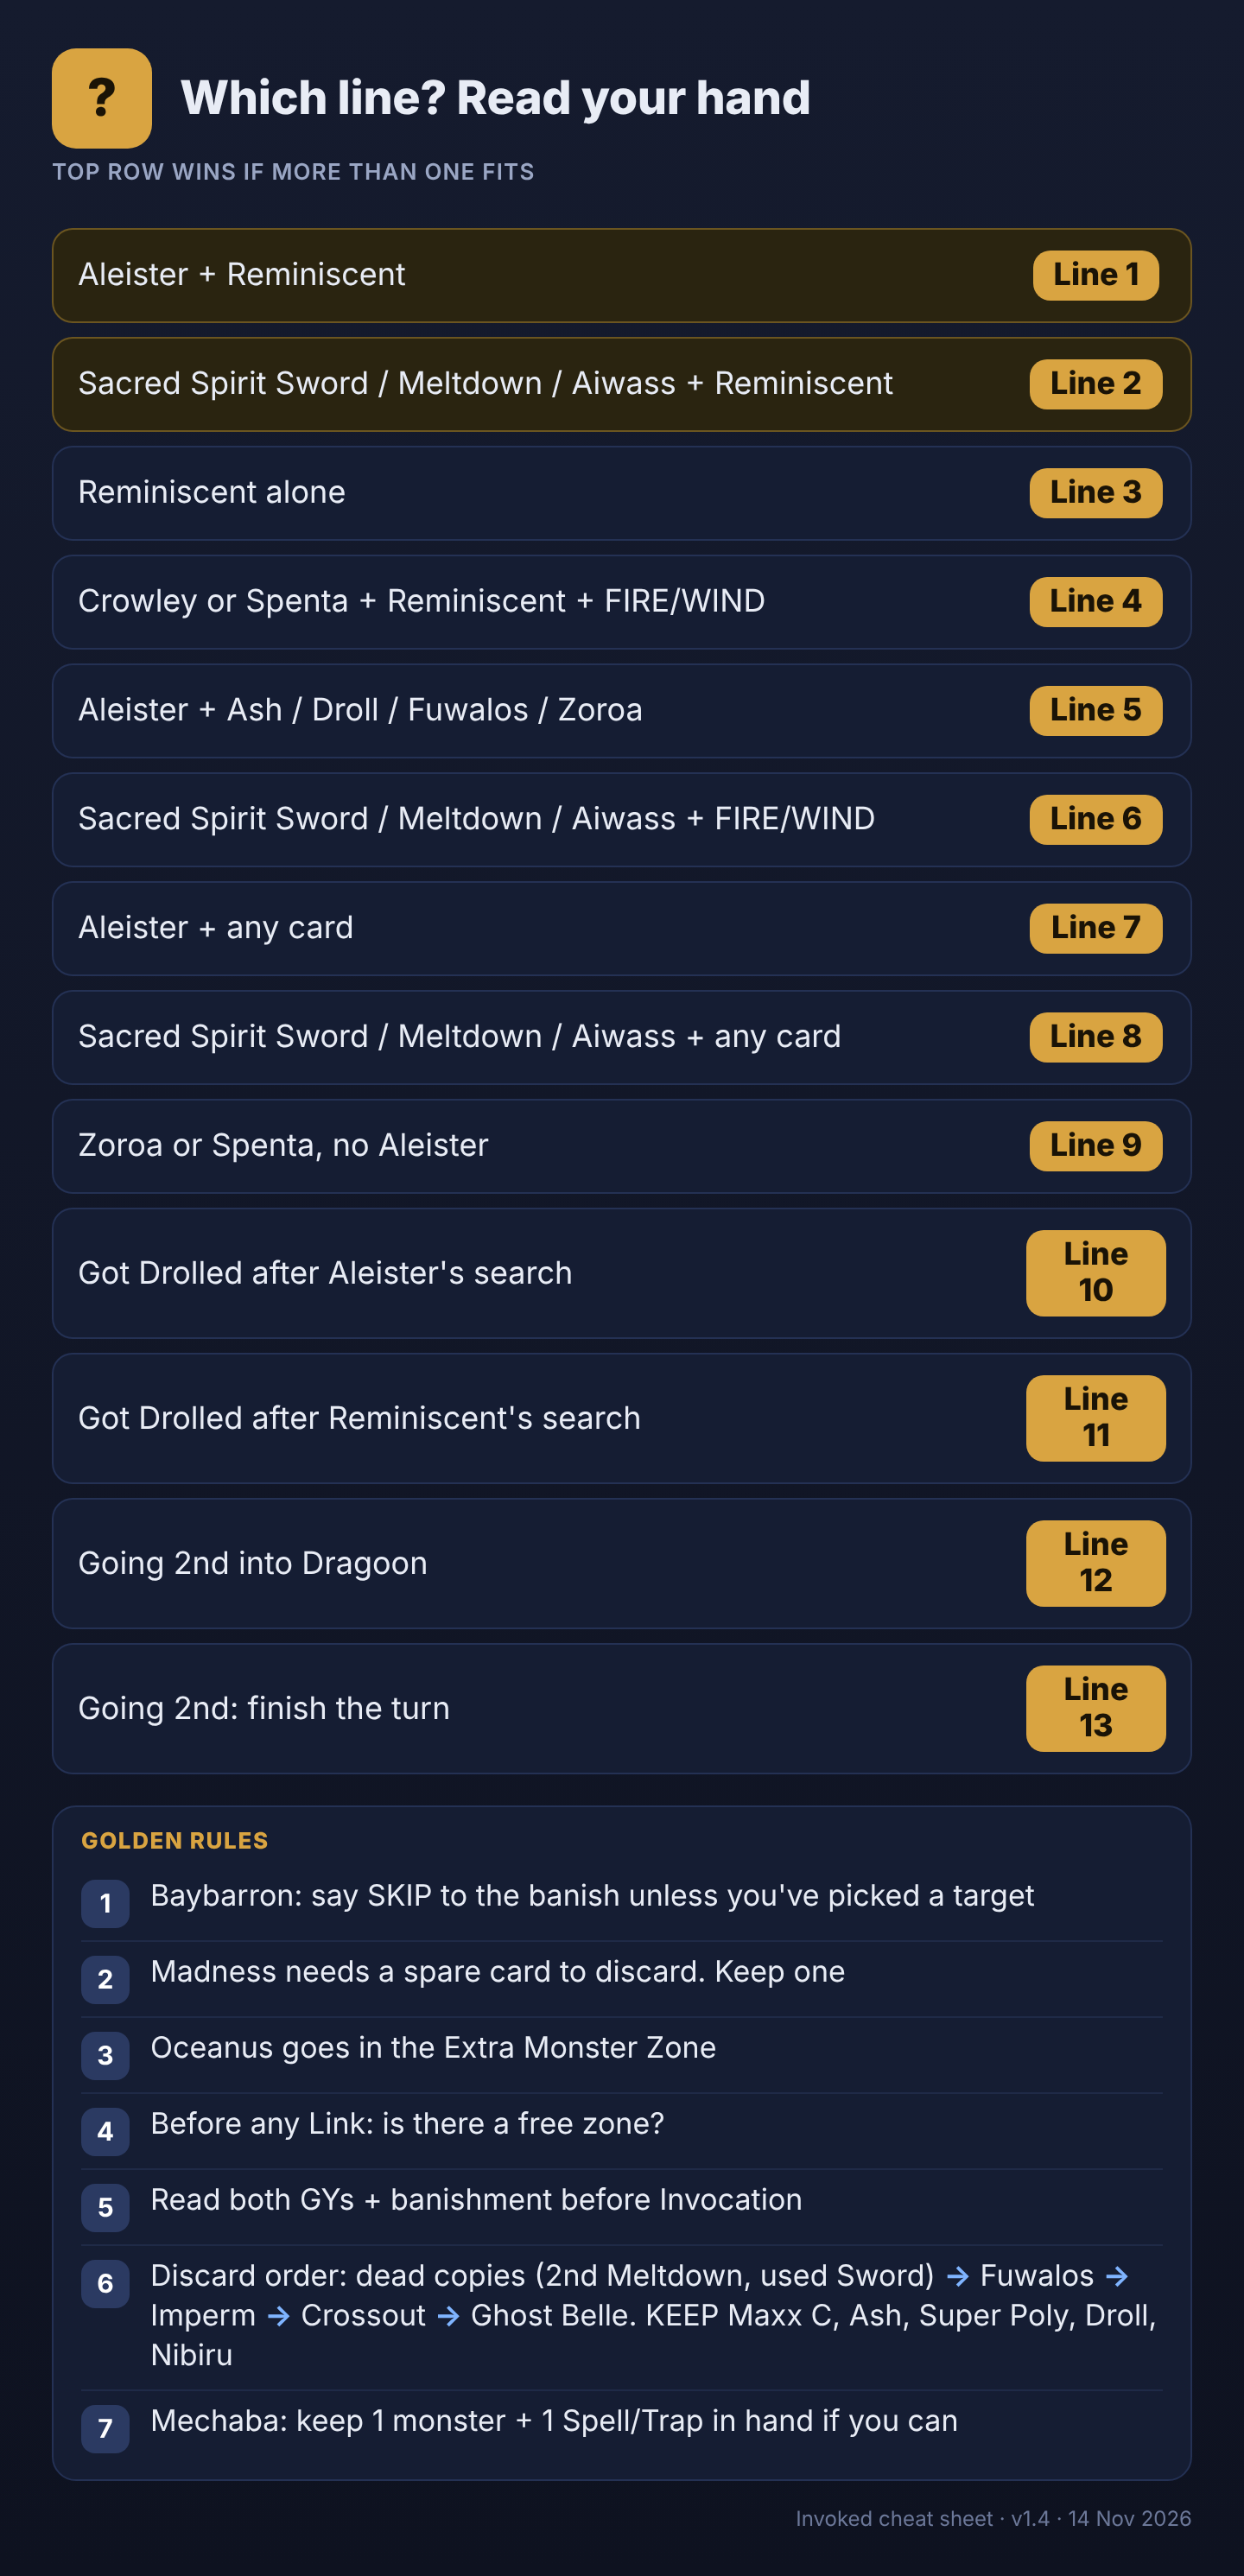 ?
Which line? Read your hand
TOP ROW WINS IF MORE THAN ONE FITS
Aleister + Reminiscent
Line 1
Sacred Spirit Sword / Meltdown / Aiwass + Reminiscent
Line 2
Reminiscent alone
Line 3
Crowley or Spenta + Reminiscent + FIRE/WIND
Line 4
Aleister + Ash / Droll / Fuwalos / Zoroa
Line 5
Sacred Spirit Sword / Meltdown / Aiwass + FIRE/WIND
Line 6
Aleister + any card
Line 7
Sacred Spirit Sword / Meltdown / Aiwass + any card
Line 8
Zoroa or Spenta, no Aleister
Line 9
Got Drolled after Aleister's search
Line
10
Got Drolled after Reminiscent's search
Line
11
Going 2nd into Dragoon
Line
12
Going 2nd: finish the turn
Line
13
GOLDEN RULES
1 Baybarron: say SKIP to the banish unless you've picked a target
2 Madness needs a spare card to discard. Keep one
3 Oceanus goes in the Extra Monster Zone
4 Before any Link: is there a free zone?
5 Read both GYs + banishment before Invocation
6 Discard order: dead copies (2nd Meltdown, used Sword) → Fuwalos →
Imperm → Crossout → Ghost Belle. KEEP Maxx C, Ash, Super Poly, Droll,
Nibiru
7 Mechaba: keep 1 monster + 1 Spell/Trap in hand if you can
Invoked cheat sheet · v1.4 · 14 Nov 2026